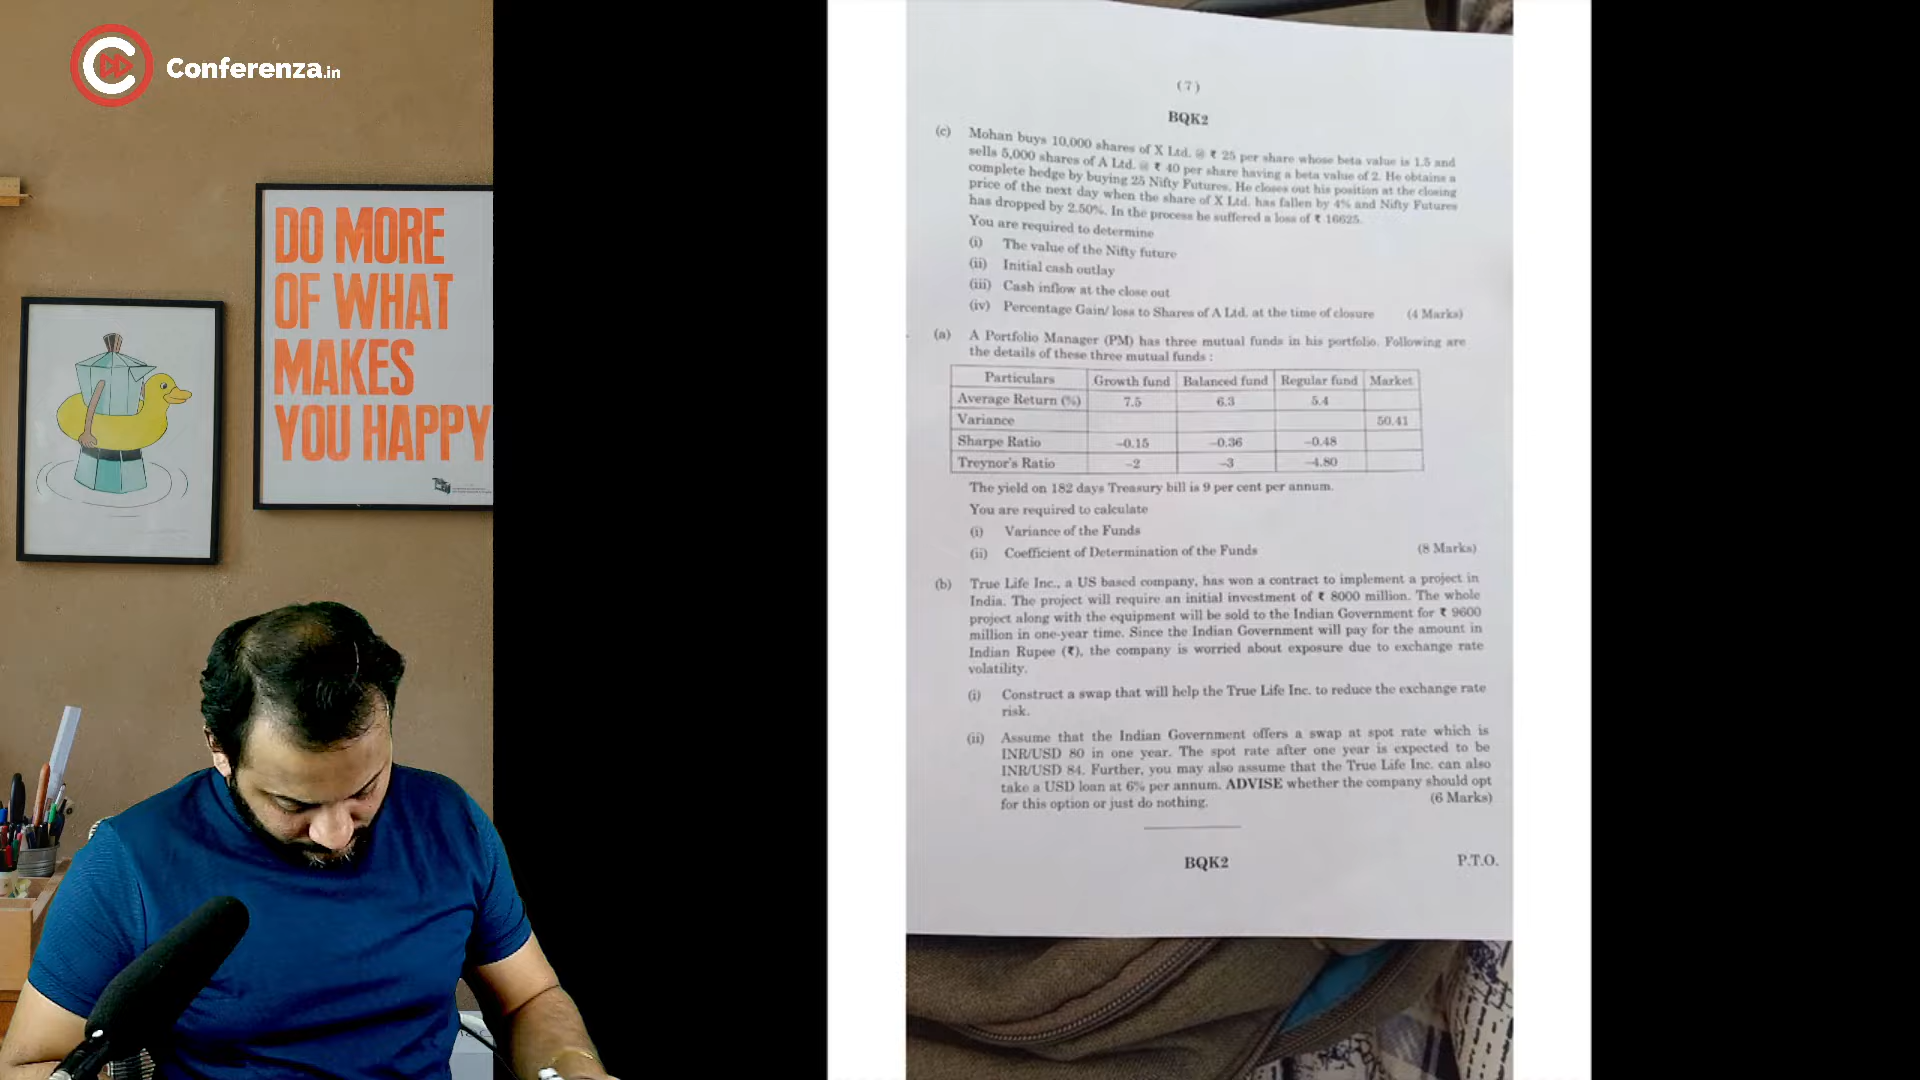 Conferenza.in
DO MORE
OF WHAT
MAKES
YOU HAPPY
(7)
BQK2
(c) Mohan buys 10,000 shares of X Ltd. @ ₹ 25 per share whose beta value is 1.5 and
sells 5,000 shares of A Ltd. @ ₹ 40 per share having a beta value of 2. He obtains a
complete hedge by buying 25 Nifty Futures. He closes out his position at the closing
price of the next day when the share of X Ltd. has fallen by 4% and Nifty Futures
has dropped by 2.50%. In the process he suffered a loss of ₹ 16625.
You are required to determine
(i) The value of the Nifty future
(ii) Initial cash outlay
(iii) Cash inflow at the close out
(iv) Percentage Gain/ loss to Shares of A Ltd. at the time of closure (4 Marks)
(a) A Portfolio Manager (PM) has three mutual funds in his portfolio. Following are
the details of these three mutual funds :
Particulars Growth fund Balanced fund Regular fund Market
Average Return (%) 7.5 6.3 5.4
Variance 50.41
Sharpe Ratio –0.15 –0.36 –0.48
Treynor's Ratio –2 –3 –4.80
The yield on 182 days Treasury bill is 9 per cent per annum.
You are required to calculate
(i) Variance of the Funds
(ii) Coefficient of Determination of the Funds (8 Marks)
(b) True Life Inc., a US based company, has won a contract to implement a project in
India. The project will require an initial investment of ₹ 8000 million. The whole
project along with the equipment will be sold to the Indian Government for ₹ 9600
million in one-year time. Since the Indian Government will pay for the amount in
Indian Rupee (₹), the company is worried about exposure due to exchange rate
volatility.
(i) Construct a swap that will help the True Life Inc. to reduce the exchange rate
risk.
(ii) Assume that the Indian Government offers a swap at spot rate which is
INR/USD 80 in one year. The spot rate after one year is expected to be
INR/USD 84. Further, you may also assume that the True Life Inc. can also
take a USD loan at 6% per annum. ADVISE whether the company should opt
for this option or just do nothing. (6 Marks)
BQK2 P.T.O.